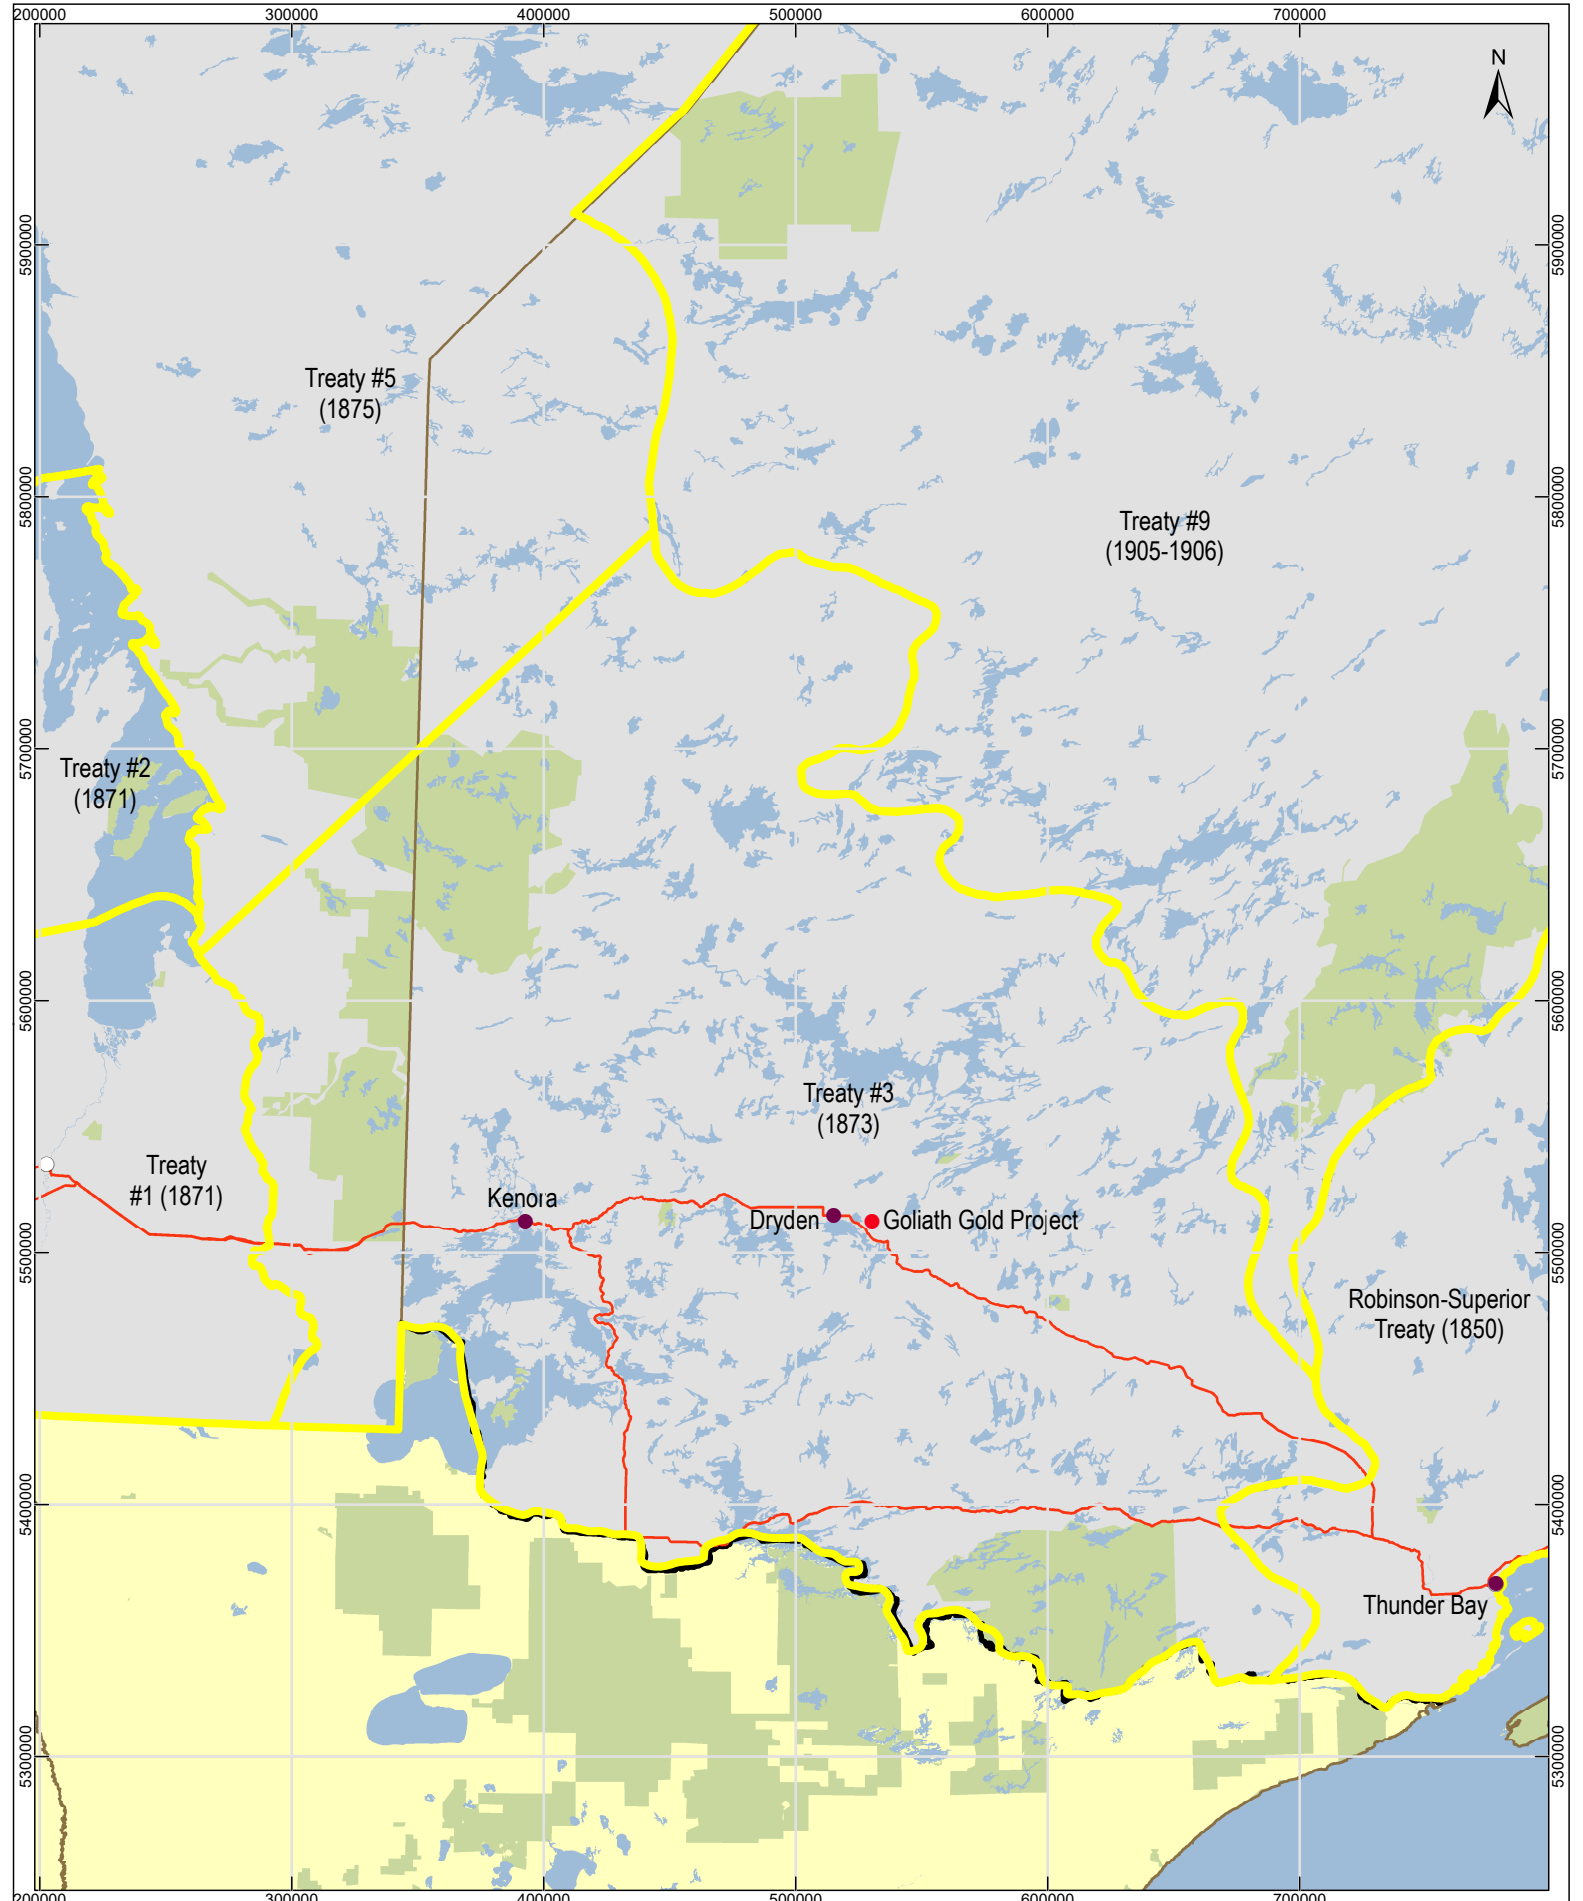 200000 300000 400000 500000 600000 700000
N
5900000 5900000
Treaty #5
(1875)
5800000 5800000
Treaty #9
(1905-1906)
5700000 5700000
Treaty #2
(1871)
5600000 5600000
Treaty #3
(1873)
Treaty
#1 (1871)
Kenora
Dryden
Goliath Gold Project
5500000 5500000
Robinson-Superior
Treaty (1850)
5400000 5400000
Thunder Bay
5300000 5300000
200000 300000 400000 500000 600000 700000